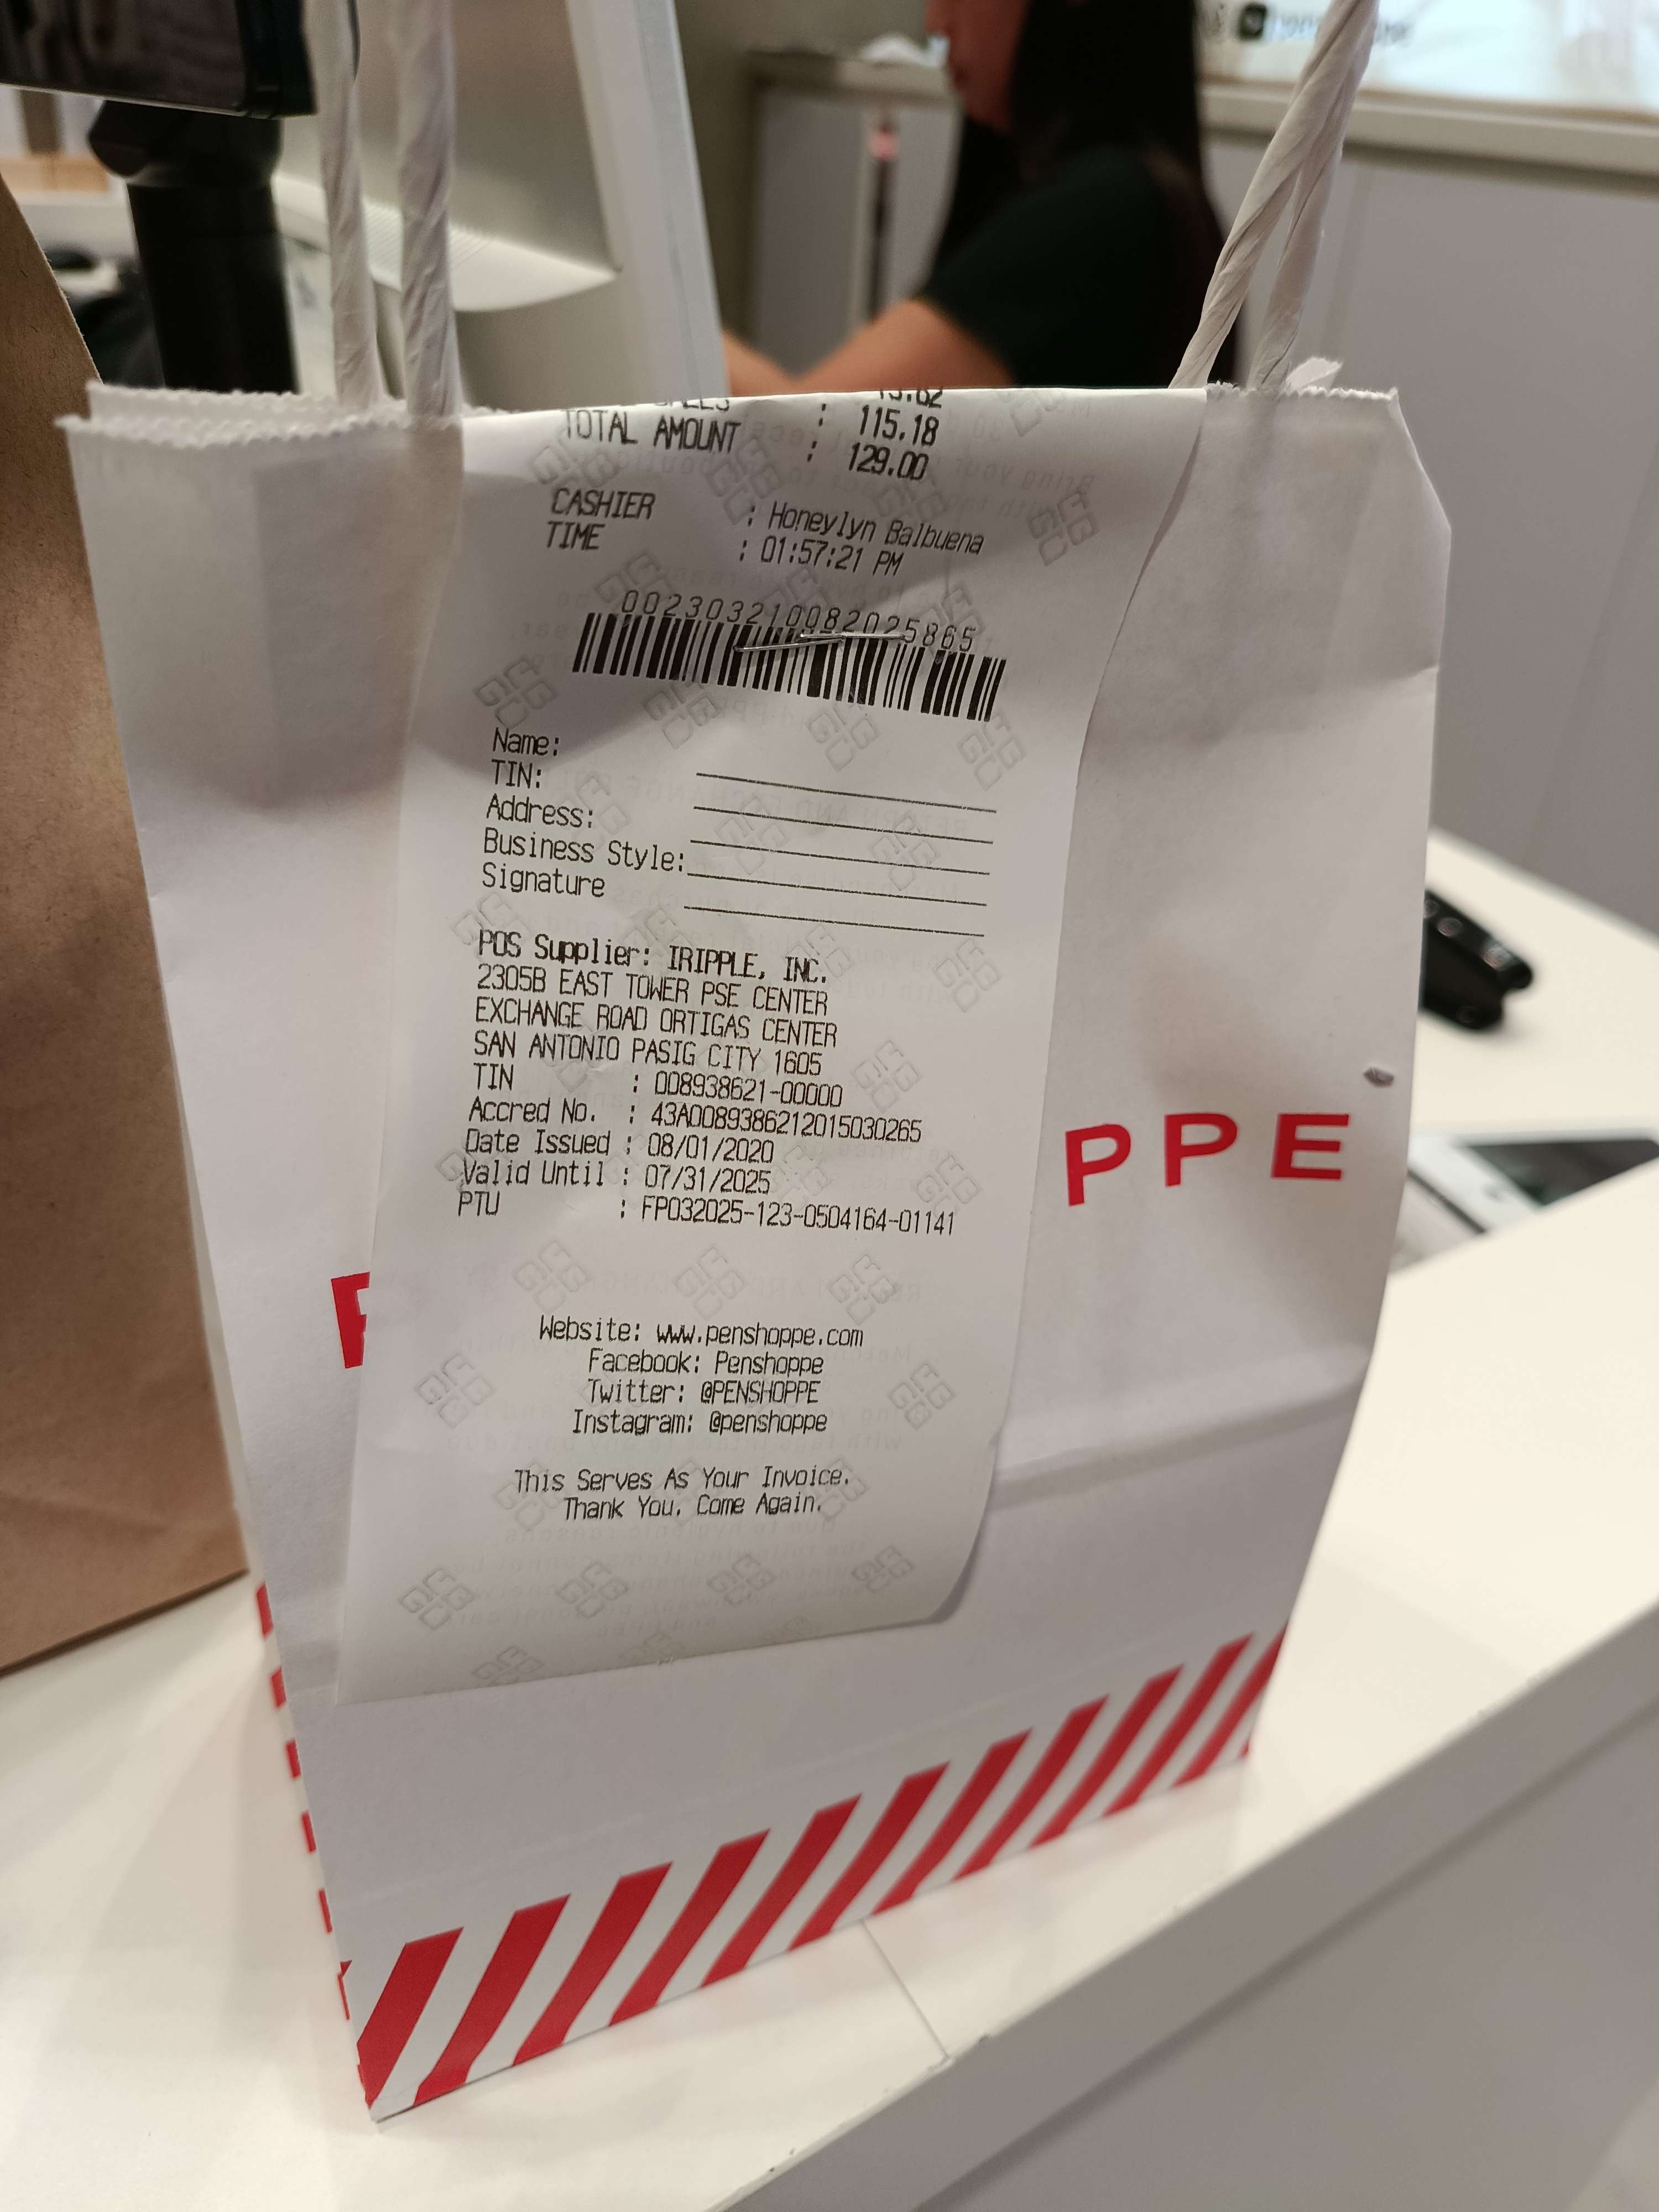 115.18
TOTAL AMOUNT : 129.00
CASHIER : Honeylyn Balbuena
TIME : 01:57:21 PM
002303210082025865
Name:
TIN:
Address:
Business Style:
Signature
POS Supplier: IRIPPLE, INC.
2305B EAST TOWER PSE CENTER
EXCHANGE ROAD ORTIGAS CENTER
SAN ANTONIO PASIG CITY 1605
TIN : 008938621-00000
Accred No. : 43A0089386212015030265
Date Issued : 08/01/2020
Valid Until : 07/31/2025
PTU : FP032025-123-0504164-01141
Website: www.penshoppe.com
Facebook: Penshoppe
Twitter: @PENSHOPPE
Instagram: @penshoppe
This Serves As Your Invoice.
Thank You, Come Again.
PPE